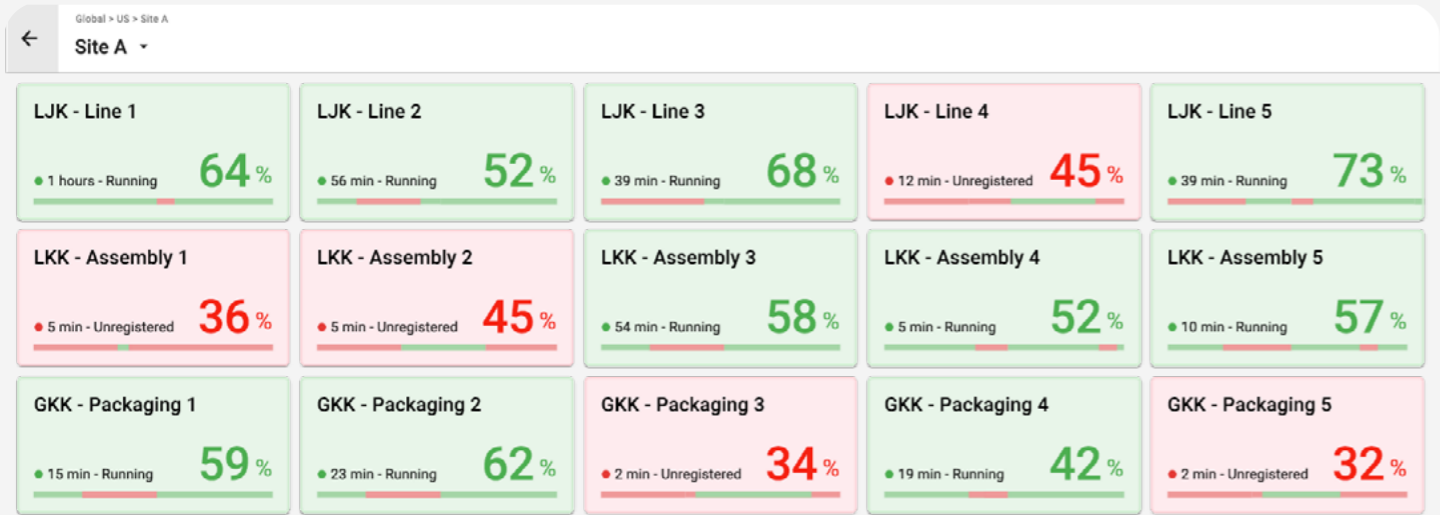 Global > US > Site A
Site A
LJK - Line 1
1 hours - Running 64 %
LJK - Line 2
56 min - Running 52 %
LJK - Line 3
39 min - Running 68 %
LJK - Line 4
12 min - Unregistered 45 %
LJK - Line 5
39 min - Running 73 %
LKK - Assembly 1
5 min - Unregistered 36 %
LKK - Assembly 2
5 min - Unregistered 45 %
LKK - Assembly 3
54 min - Running 58 %
LKK - Assembly 4
5 min - Running 52 %
LKK - Assembly 5
10 min - Running 57 %
GKK - Packaging 1
15 min - Running 59 %
GKK - Packaging 2
23 min - Running 62 %
GKK - Packaging 3
2 min - Unregistered 34 %
GKK - Packaging 4
19 min - Running 42 %
GKK - Packaging 5
2 min - Unregistered 32 %